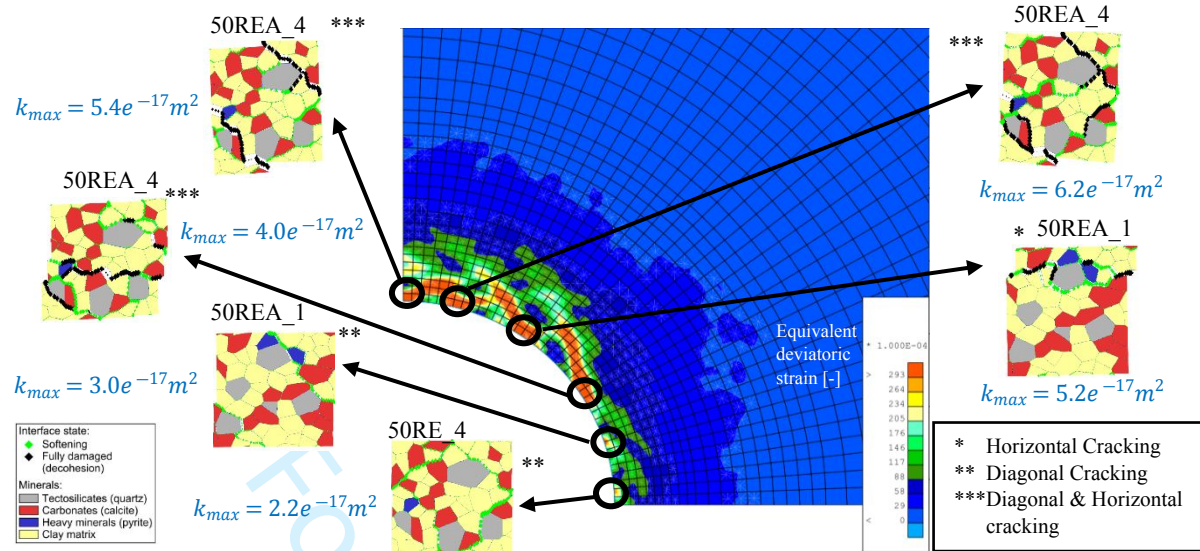 50REA_4 ***
k_max = 5.4e^−17 m^2
50REA_4 ***
k_max = 4.0e^−17 m^2
50REA_1 **
k_max = 3.0e^−17 m^2
50RE_4 **
k_max = 2.2e^−17 m^2
50REA_4
***
k_max = 6.2e^−17 m^2
* 50REA_1
k_max = 5.2e^−17 m^2
Equivalent
deviatoric
strain [-]
* 1.000E-04
>
293
264
234
205
176
146
117
88
58
29
< 0
Interface state:
Softening
Fully damaged
(decohesion)
Minerals:
Tectosilicates (quartz)
Carbonates (calcite)
Heavy minerals (pyrite)
Clay matrix
* Horizontal Cracking
** Diagonal Cracking
***Diagonal & Horizontal
cracking